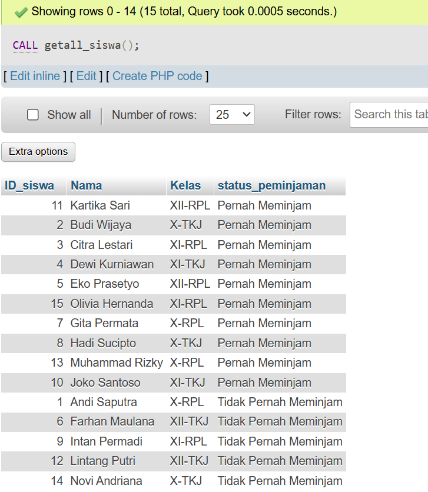 Showing rows 0 - 14 (15 total, Query took 0.0005 seconds.)
CALL getall_siswa();
[ Edit inline ] [ Edit ] [ Create PHP code ]
Show all | Number of rows: 25 Filter rows: Search this tab
Extra options
ID_siswa Nama Kelas status_peminjaman
11 Kartika Sari XII-RPL Pernah Meminjam
2 Budi Wijaya X-TKJ Pernah Meminjam
3 Citra Lestari XI-RPL Pernah Meminjam
4 Dewi Kurniawan XI-TKJ Pernah Meminjam
5 Eko Prasetyo XII-RPL Pernah Meminjam
15 Olivia Hernanda XI-RPL Pernah Meminjam
7 Gita Permata X-RPL Pernah Meminjam
8 Hadi Sucipto X-TKJ Pernah Meminjam
13 Muhammad Rizky X-RPL Pernah Meminjam
10 Joko Santoso XI-TKJ Pernah Meminjam
1 Andi Saputra X-RPL Tidak Pernah Meminjam
6 Farhan Maulana XII-TKJ Tidak Pernah Meminjam
9 Intan Permadi XI-RPL Tidak Pernah Meminjam
12 Lintang Putri XII-TKJ Tidak Pernah Meminjam
14 Novi Andriana X-TKJ Tidak Pernah Meminjam